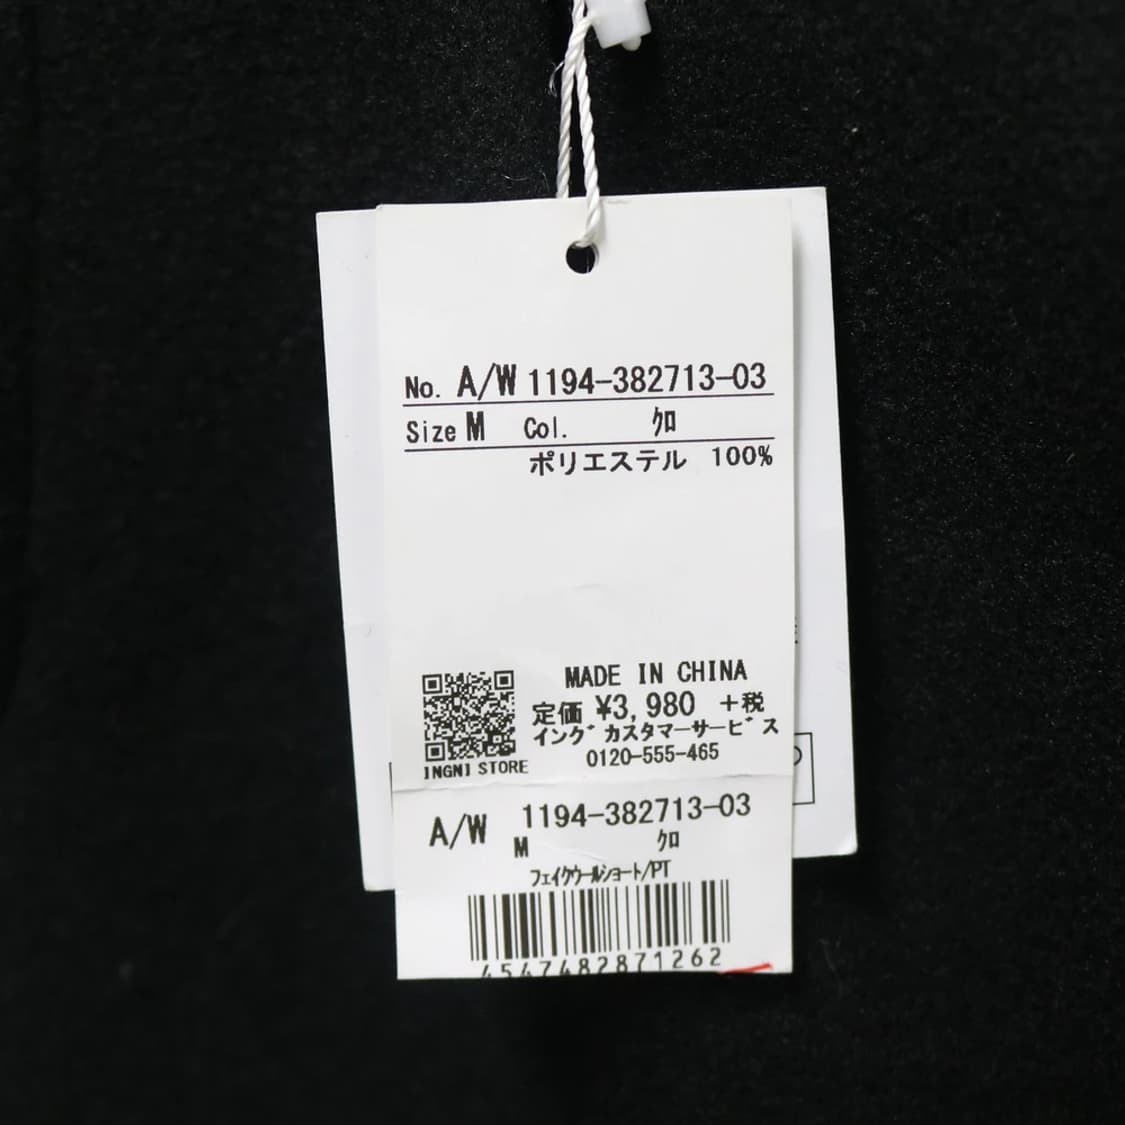 No. A/W 1194-382713-03
Size M Col. ｸﾛ
ポリエステル 100%
MADE IN CHINA
定価 ¥3,980 +税
イング゛カスタマーサービ゛ス
0120-555-465
INGNI STORE
A/W 1194-382713-03
M ｸﾛ
ﾌｪｲｸｳｰﾙｼｮｰﾄ/PT
4547482871262